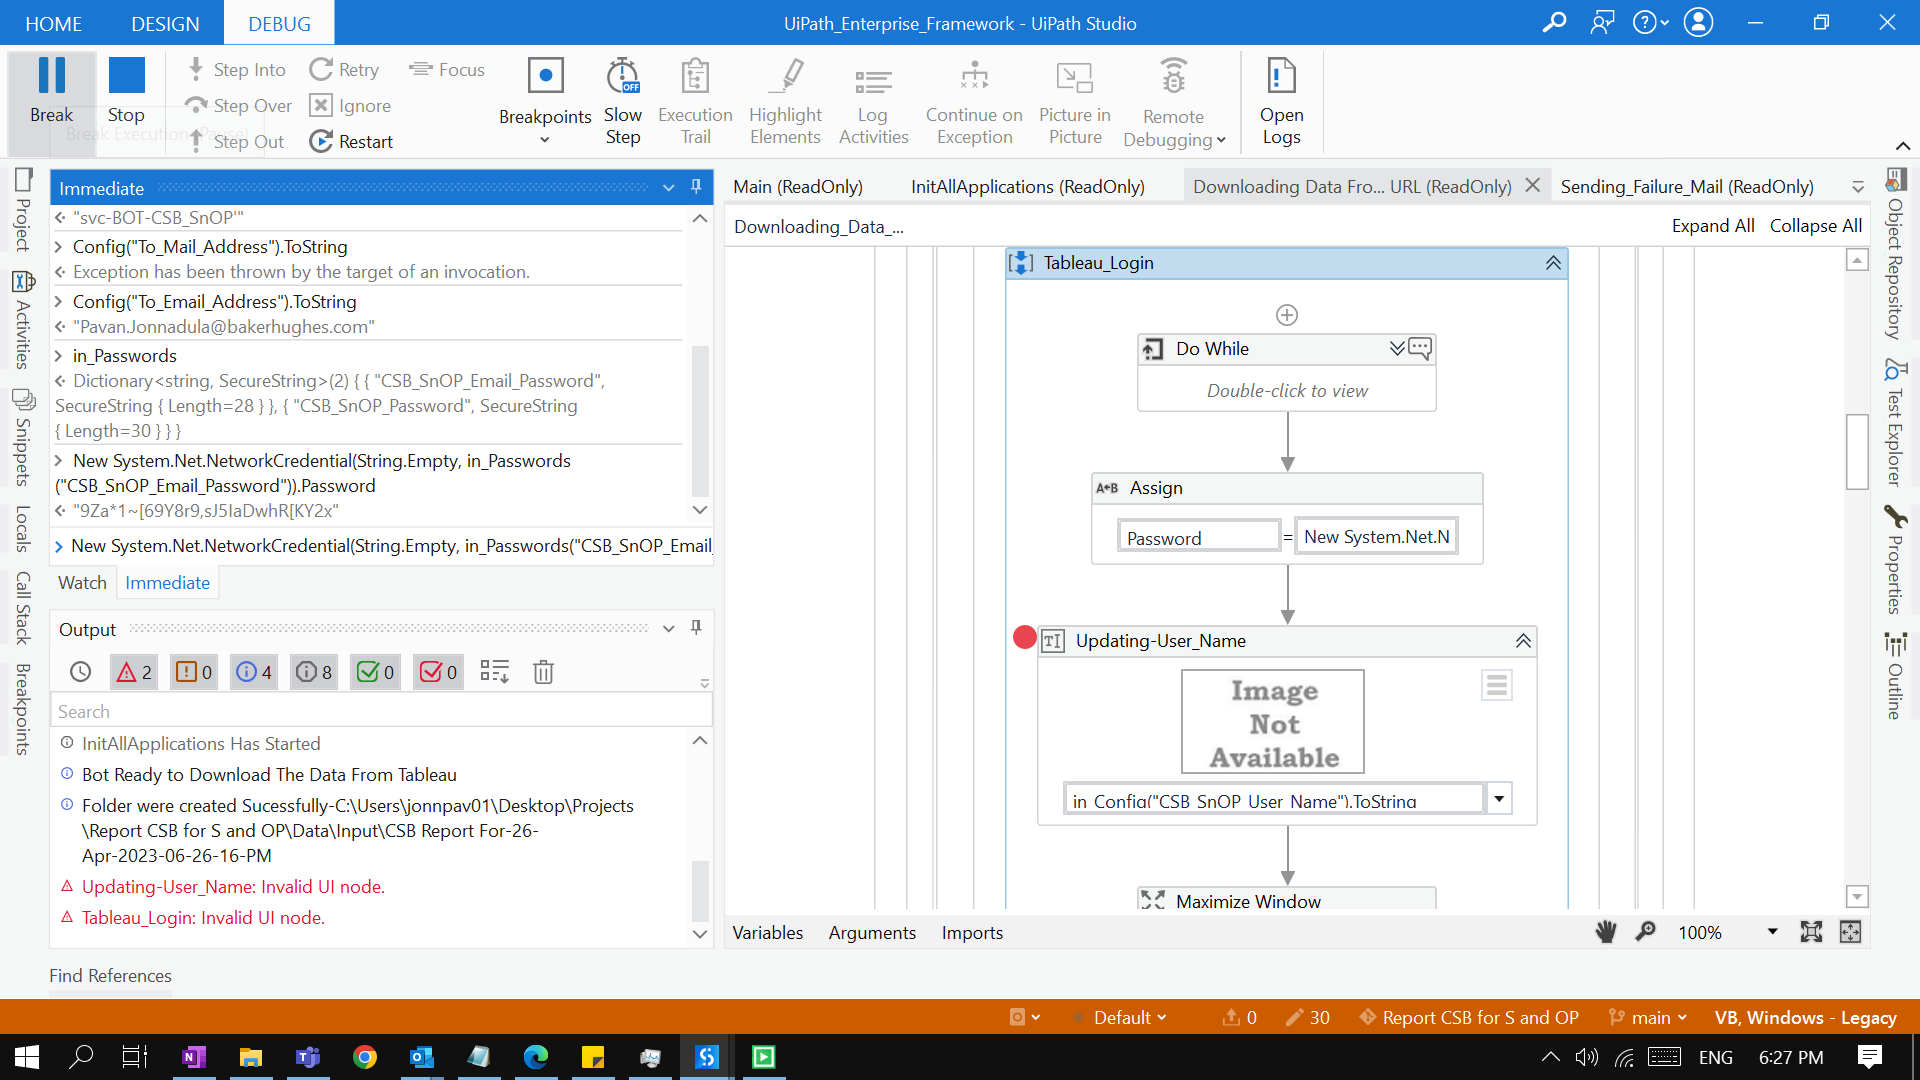 HOME DESIGN DEBUG UiPath_Enterprise_Framework - UiPath Studio
Break Stop Step Into Step Over Step Out Retry Ignore Restart Focus
Breakpoints Slow Step Execution Trail Highlight Elements Log Activities Continue on Exception Picture in Picture Remote Debugging Open Logs
Break Execution (Pause)
Project
Activities
Snippets
Locals
Call Stack
Breakpoints
Immediate
"svc-BOT-CSB_SnOP'"
Config("To_Mail_Address").ToString
Exception has been thrown by the target of an invocation.
Config("To_Email_Address").ToString
"Pavan.Jonnadula@bakerhughes.com"
in_Passwords
Dictionary<string, SecureString>(2) { { "CSB_SnOP_Email_Password",
SecureString { Length=28 } }, { "CSB_SnOP_Password", SecureString
{ Length=30 } } }
New System.Net.NetworkCredential(String.Empty, in_Passwords
("CSB_SnOP_Email_Password")).Password
"9Za*1~[69Y8r9,sJ5IaDwhR[KY2x"
New System.Net.NetworkCredential(String.Empty, in_Passwords("CSB_SnOP_Email_
Watch Immediate
Output
2 0 4 8 0 0
Search
InitAllApplications Has Started
Bot Ready to Download The Data From Tableau
Folder were created Sucessfully-C:\Users\jonnpav01\Desktop\Projects
\Report CSB for S and OP\Data\Input\CSB Report For-26-
Apr-2023-06-26-16-PM
Updating-User_Name: Invalid UI node.
Tableau_Login: Invalid UI node.
Find References
Main (ReadOnly) InitAllApplications (ReadOnly) Downloading Data Fro... URL (ReadOnly) Sending_Failure_Mail (ReadOnly)
Downloading_Data_... Expand All Collapse All
Tableau_Login
Do While
Double-click to view
A+B Assign
Password = New System.Net.N
TI Updating-User_Name
Image
Not
Available
in_Config("CSB_SnOP_User_Name").ToString
Maximize Window
Variables Arguments Imports 100%
Object Repository
Test Explorer
Properties
Outline
Default 0 30 Report CSB for S and OP main VB, Windows - Legacy
ENG 6:27 PM